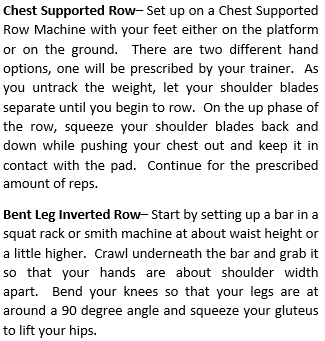 Chest Supported Row– Set up on a Chest Supported
Row Machine with your feet either on the platform
or on the ground.  There are two different hand
options, one will be prescribed by your trainer.  As
you untrack the weight, let your shoulder blades
separate until you begin to row.  On the up phase of
the row, squeeze your shoulder blades back and
down while pushing your chest out and keep it in
contact with the pad.  Continue for the prescribed
amount of reps.
Bent Leg Inverted Row– Start by setting up a bar in a
squat rack or smith machine at about waist height or
a little higher.  Crawl underneath the bar and grab it
so that your hands are about shoulder width
apart.  Bend your knees so that your legs are at
around a 90 degree angle and squeeze your gluteus
to lift your hips.